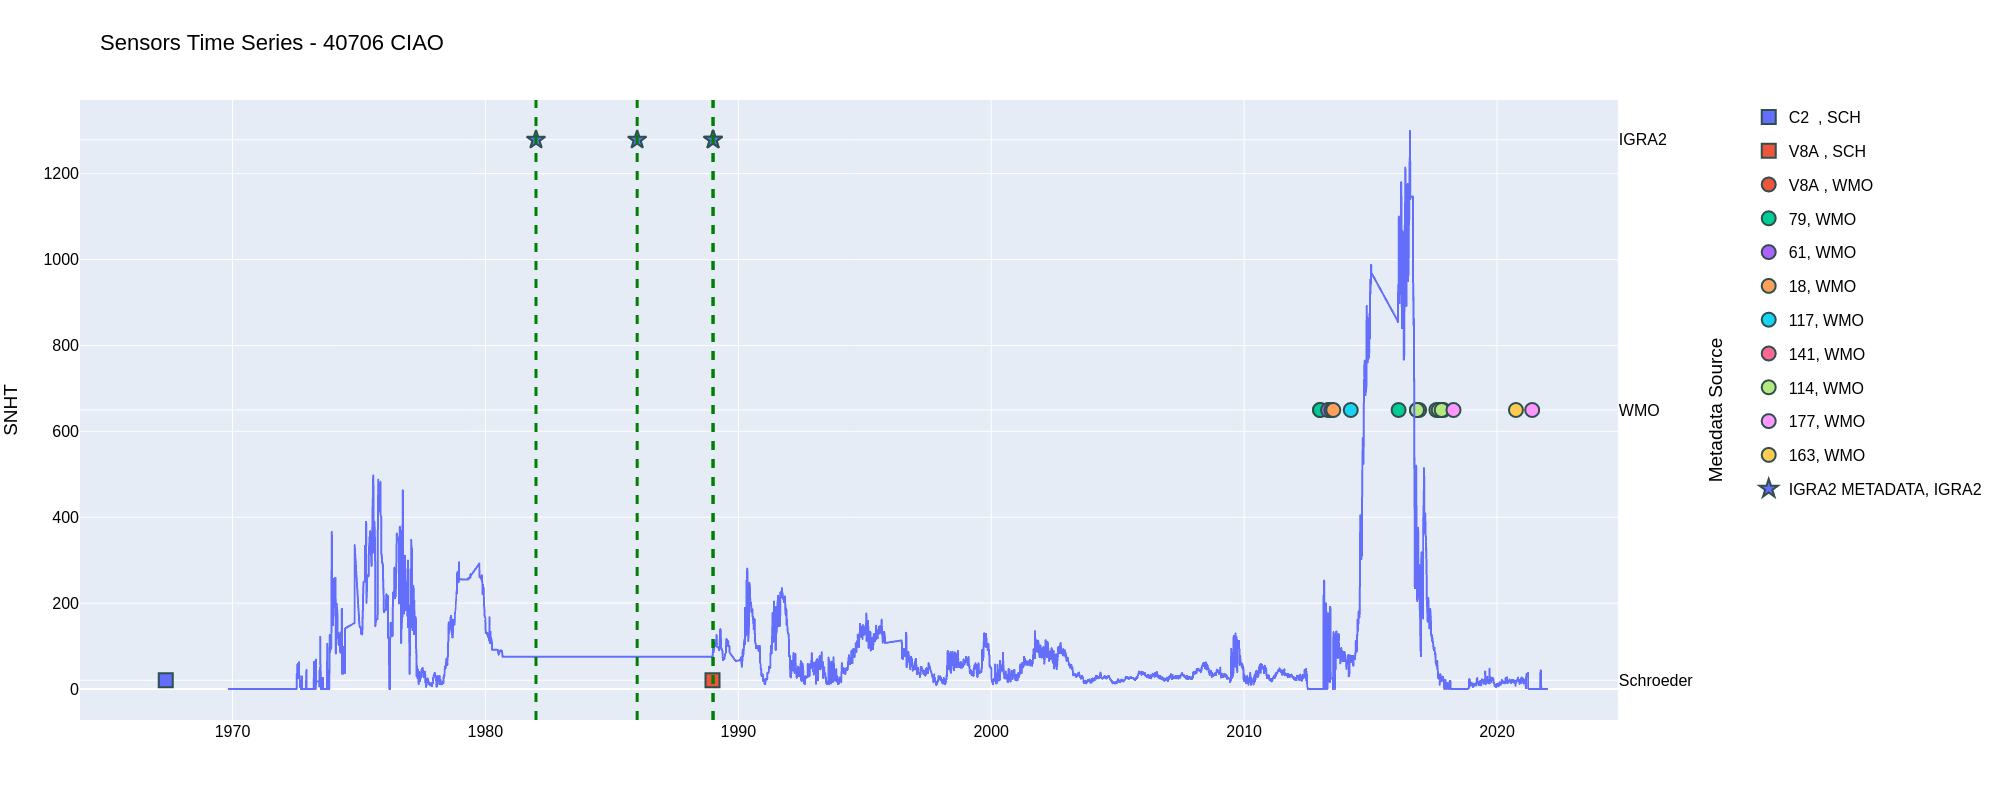 Sensors Time Series - 40706 CIAO
SNHT
1200
1000
800
600
400
200
0
1970
1980
1990
2000
2010
2020
IGRA2
WMO
Schroeder
Metadata Source
C2 , SCH
V8A , SCH
V8A , WMO
79, WMO
61, WMO
18, WMO
117, WMO
141, WMO
114, WMO
177, WMO
163, WMO
IGRA2 METADATA, IGRA2